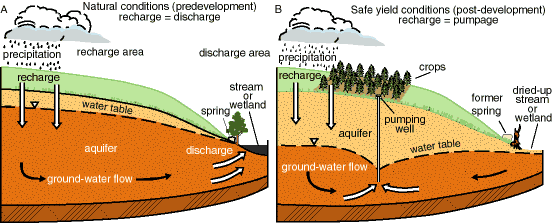 A
Natural conditions (predevelopment)
recharge = discharge
precipitation
recharge area
discharge area
recharge
water table
spring
stream
or
wetland
aquifer
discharge
ground-water flow
B
Safe yield conditions (post-development)
recharge = pumpage
precipitation
recharge
crops
pumping
well
former
spring
dried-up
stream
or
wetland
aquifer
water table
ground-water flow